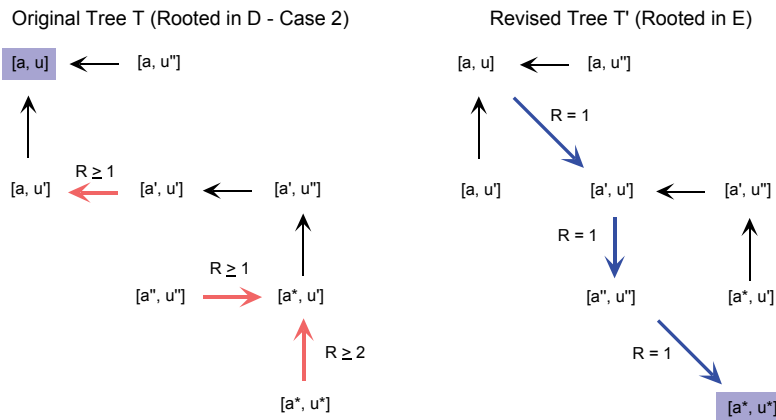 Original Tree T (Rooted in D - Case 2)
[a, u]
[a, u"]
R ≥ 1
[a, u']
[a', u']
[a', u"]
R ≥ 1
[a", u"]
[a*, u']
R ≥ 2
[a*, u*]
Revised Tree T' (Rooted in E)
[a, u]
[a, u"]
R = 1
[a, u']
[a', u']
[a', u"]
R = 1
[a", u"]
[a*, u']
R = 1
[a*, u*]